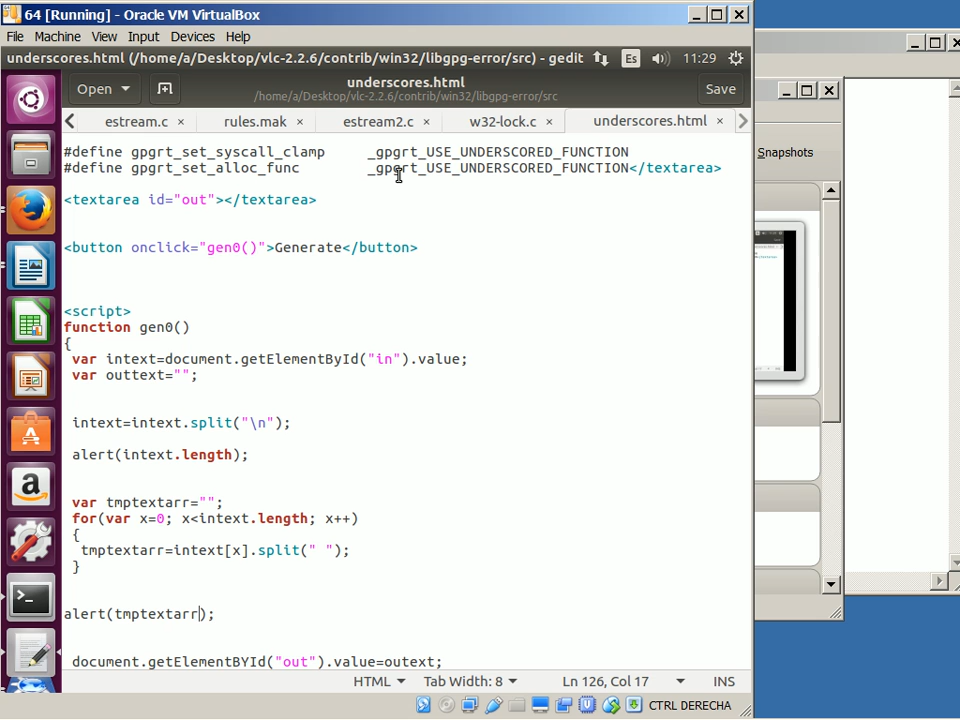 64 [Running] - Oracle VM VirtualBox
File Machine View Input Devices Help
underscores.html (/home/a/Desktop/vlc-2.2.6/contrib/win32/libgpg-error/src) - gedit Es 11:29
Open underscores.html Save
/home/a/Desktop/vlc-2.2.6/contrib/win32/libgpg-error/src
estream.c × rules.mak × estream2.c × w32-lock.c × underscores.html ×
Snapshots
#define gpgrt_set_syscall_clamp _gpgrt_USE_UNDERSCORED_FUNCTION
#define gpgrt_set_alloc_func _gpgrt_USE_UNDERSCORED_FUNCTION</textarea>
<textarea id="out"></textarea>
<button onclick="gen0()">Generate</button>
<script>
function gen0()
{
var intext=document.getElementById("in").value;
var outtext="";
intext=intext.split("\n");
alert(intext.length);
var tmptextarr="";
for(var x=0; x<intext.length; x++)
{
tmptextarr=intext[x].split(" ");
}
alert(tmptextarr);
document.getElementBYId("out").value=outext;
HTML Tab Width: 8 Ln 126, Col 17 INS
CTRL DERECHA